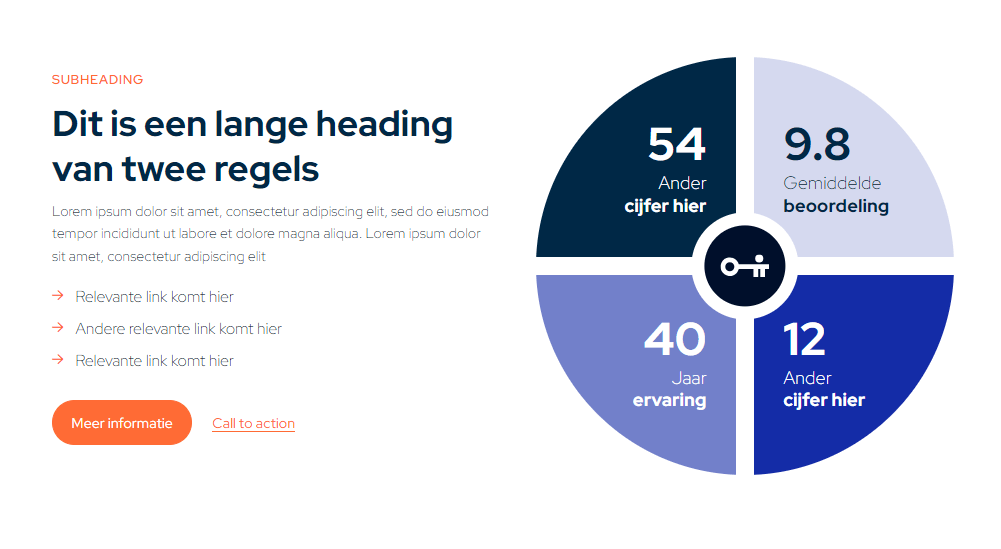 SUBHEADING
Dit is een lange heading
van twee regels
Lorem ipsum dolor sit amet, consectetur adipiscing elit, sed do eiusmod
tempor incididunt ut labore et dolore magna aliqua. Lorem ipsum dolor
sit amet, consectetur adipiscing elit
→ Relevante link komt hier
→ Andere relevante link komt hier
→ Relevante link komt hier
Meer informatie
Call to action
54
Ander
cijfer hier
9.8
Gemiddelde
beoordeling
40
Jaar
ervaring
12
Ander
cijfer hier